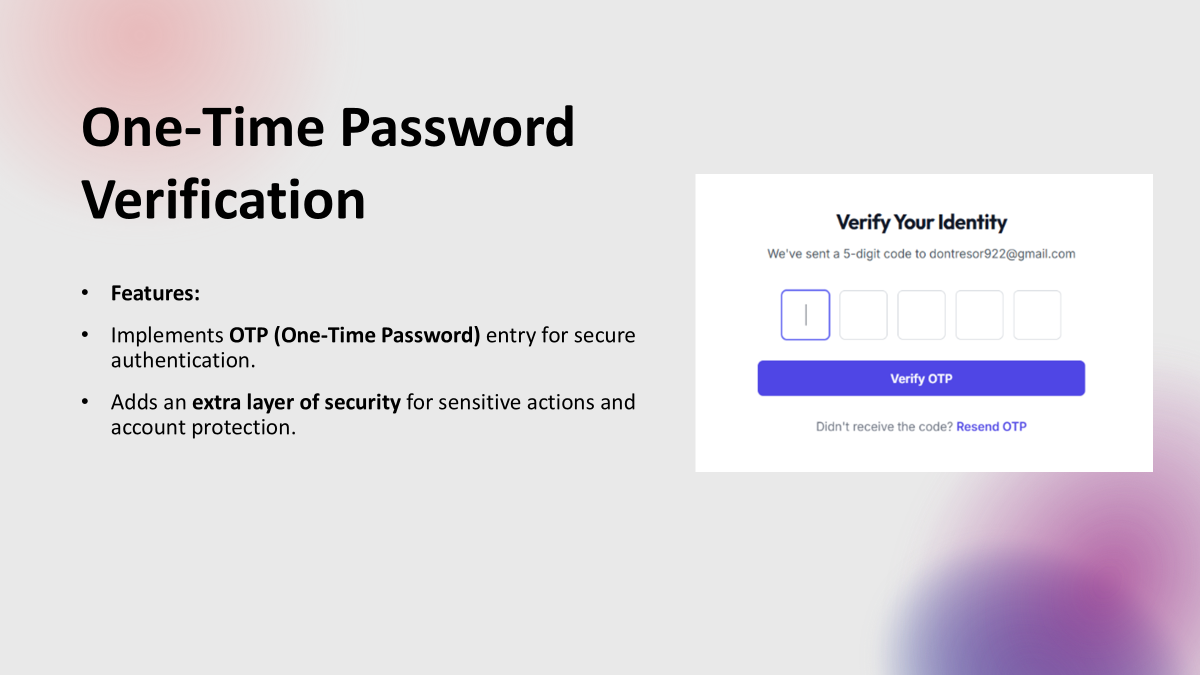 One-Time Password
Verification
• Features:
• Implements OTP (One-Time Password) entry for secure
authentication.
• Adds an extra layer of security for sensitive actions and
account protection.
Verify Your Identity
We've sent a 5-digit code to dontresor922@gmail.com
Verify OTP
Didn't receive the code? Resend OTP